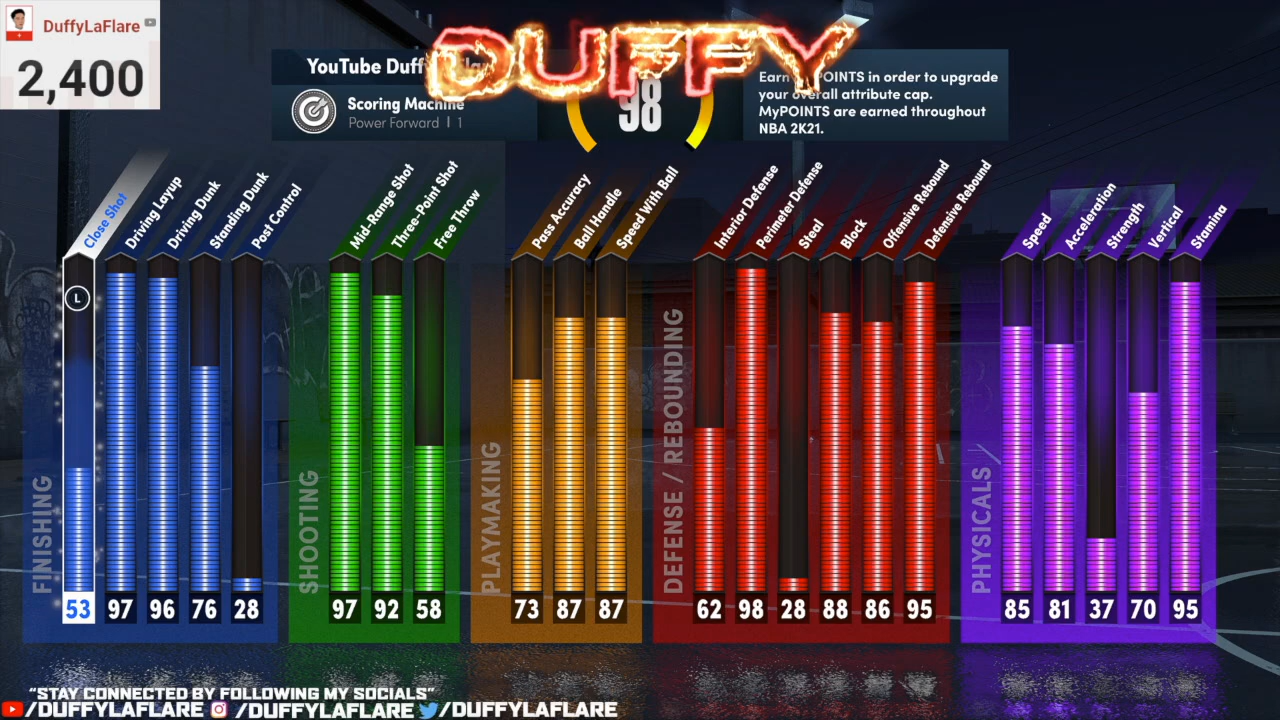 DuffyLaFlare
2,400
DUFFY
YouTube Duff
Scoring Machine
Power Forward | 1
98
Earn POINTS in order to upgrade
your overall attribute cap.
MyPOINTS are earned throughout
NBA 2K21.
Close Shot
Driving Layup
Driving Dunk
Standing Dunk
Post Control
Mid-Range Shot
Three-Point Shot
Free Throw
Pass Accuracy
Ball Handle
Speed With Ball
Interior Defense
Perimeter Defense
Steal
Block
Offensive Rebound
Defensive Rebound
Speed
Acceleration
Strength
Vertical
Stamina
L
FINISHING
SHOOTING
PLAYMAKING
DEFENSE / REBOUNDING
PHYSICALS
53 97 96 76 28 97 92 58 73 87 87 62 98 28 88 86 95 85 81 37 70 95
"STAY CONNECTED BY FOLLOWING MY SOCIALS"
/DUFFYLAFLARE /DUFFYLAFLARE /DUFFYLAFLARE